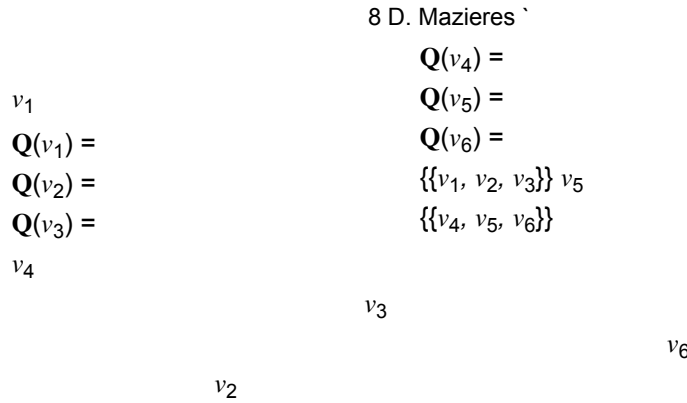 8 D. Mazieres `
v1
Q(v1) =
Q(v2) =
Q(v3) =
v4
Q(v4) =
Q(v5) =
Q(v6) =
{{v1, v2, v3}} v5
{{v4, v5, v6}}
v3
v6
v2